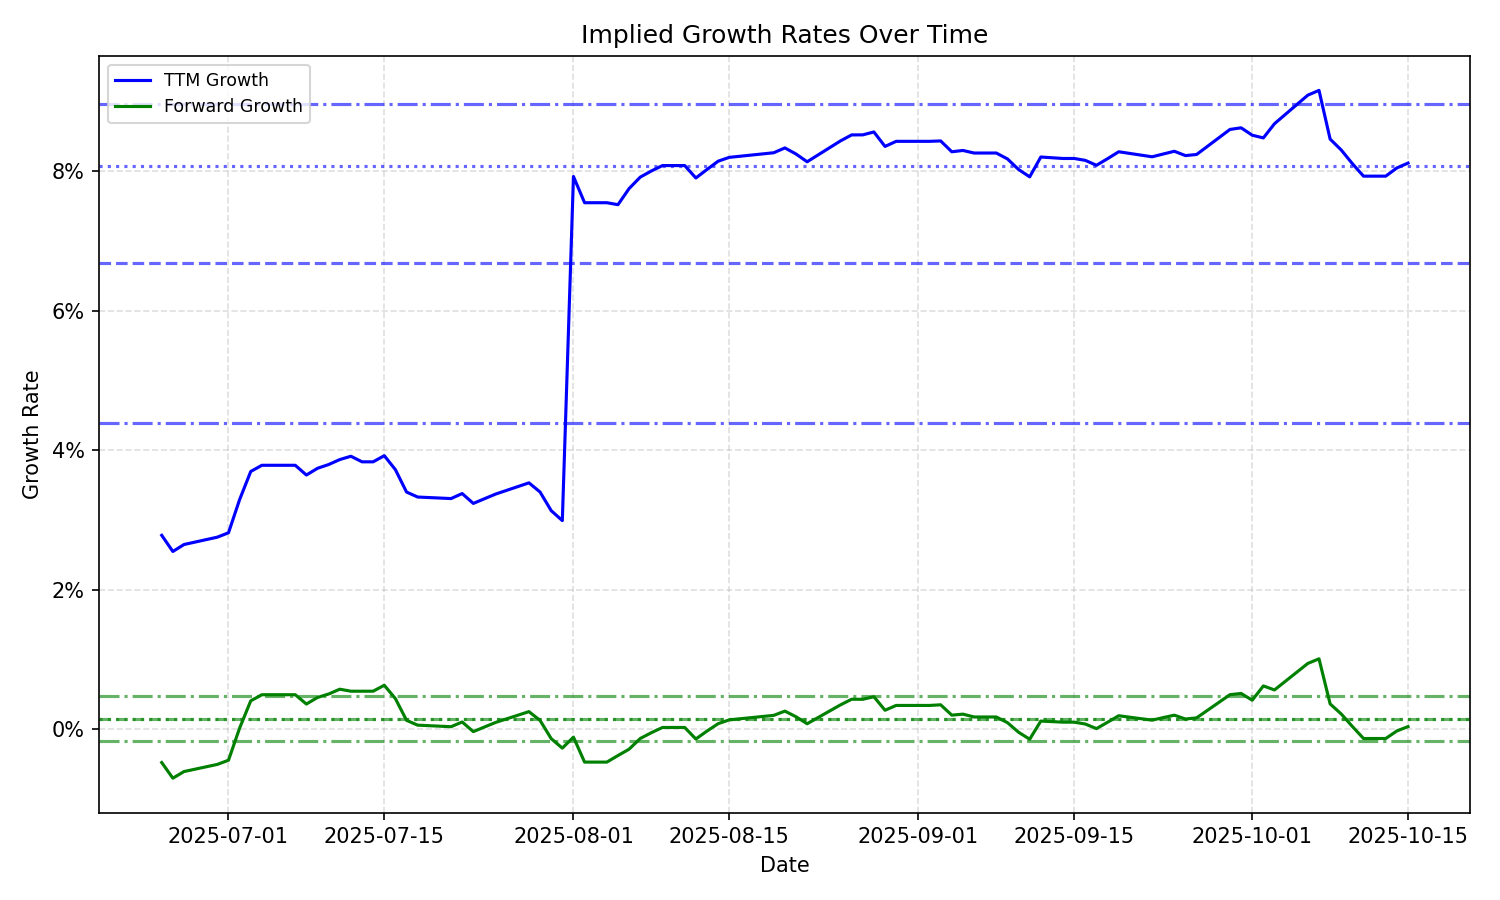 Implied Growth Rates Over Time
TTM Growth
Forward Growth
8%
6%
4%
2%
0%
Growth Rate
2025-07-01
2025-07-15
2025-08-01
2025-08-15
2025-09-01
2025-09-15
2025-10-01
2025-10-15
Date